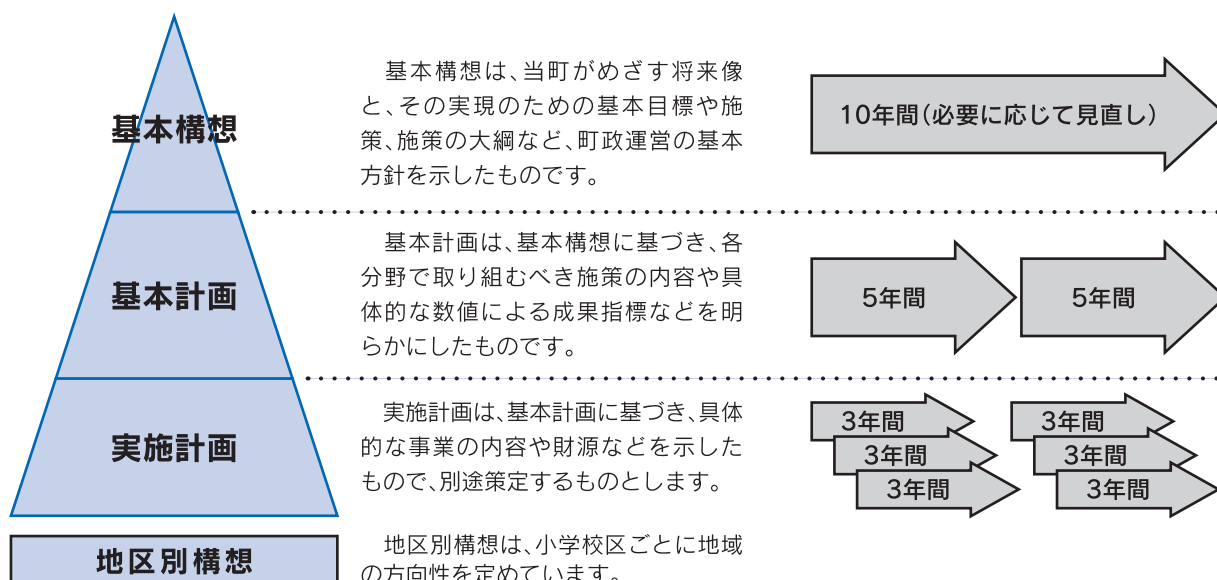 基本構想
基本構想は、当町がめざす将来像
と、その実現のための基本目標や施
策、施策の大綱など、町政運営の基本
方針を示したものです。
10年間(必要に応じて見直し)
基本計画
基本計画は、基本構想に基づき、各
分野で取り組むべき施策の内容や具
体的な数値による成果指標などを明
らかにしたものです。
5年間
5年間
実施計画
実施計画は、基本計画に基づき、具体
的な事業の内容や財源などを示した
もので、別途策定するものとします。
3年間
3年間
3年間
3年間
3年間
3年間
地区別構想
地区別構想は、小学校区ごとに地域
の方向性を定めています。